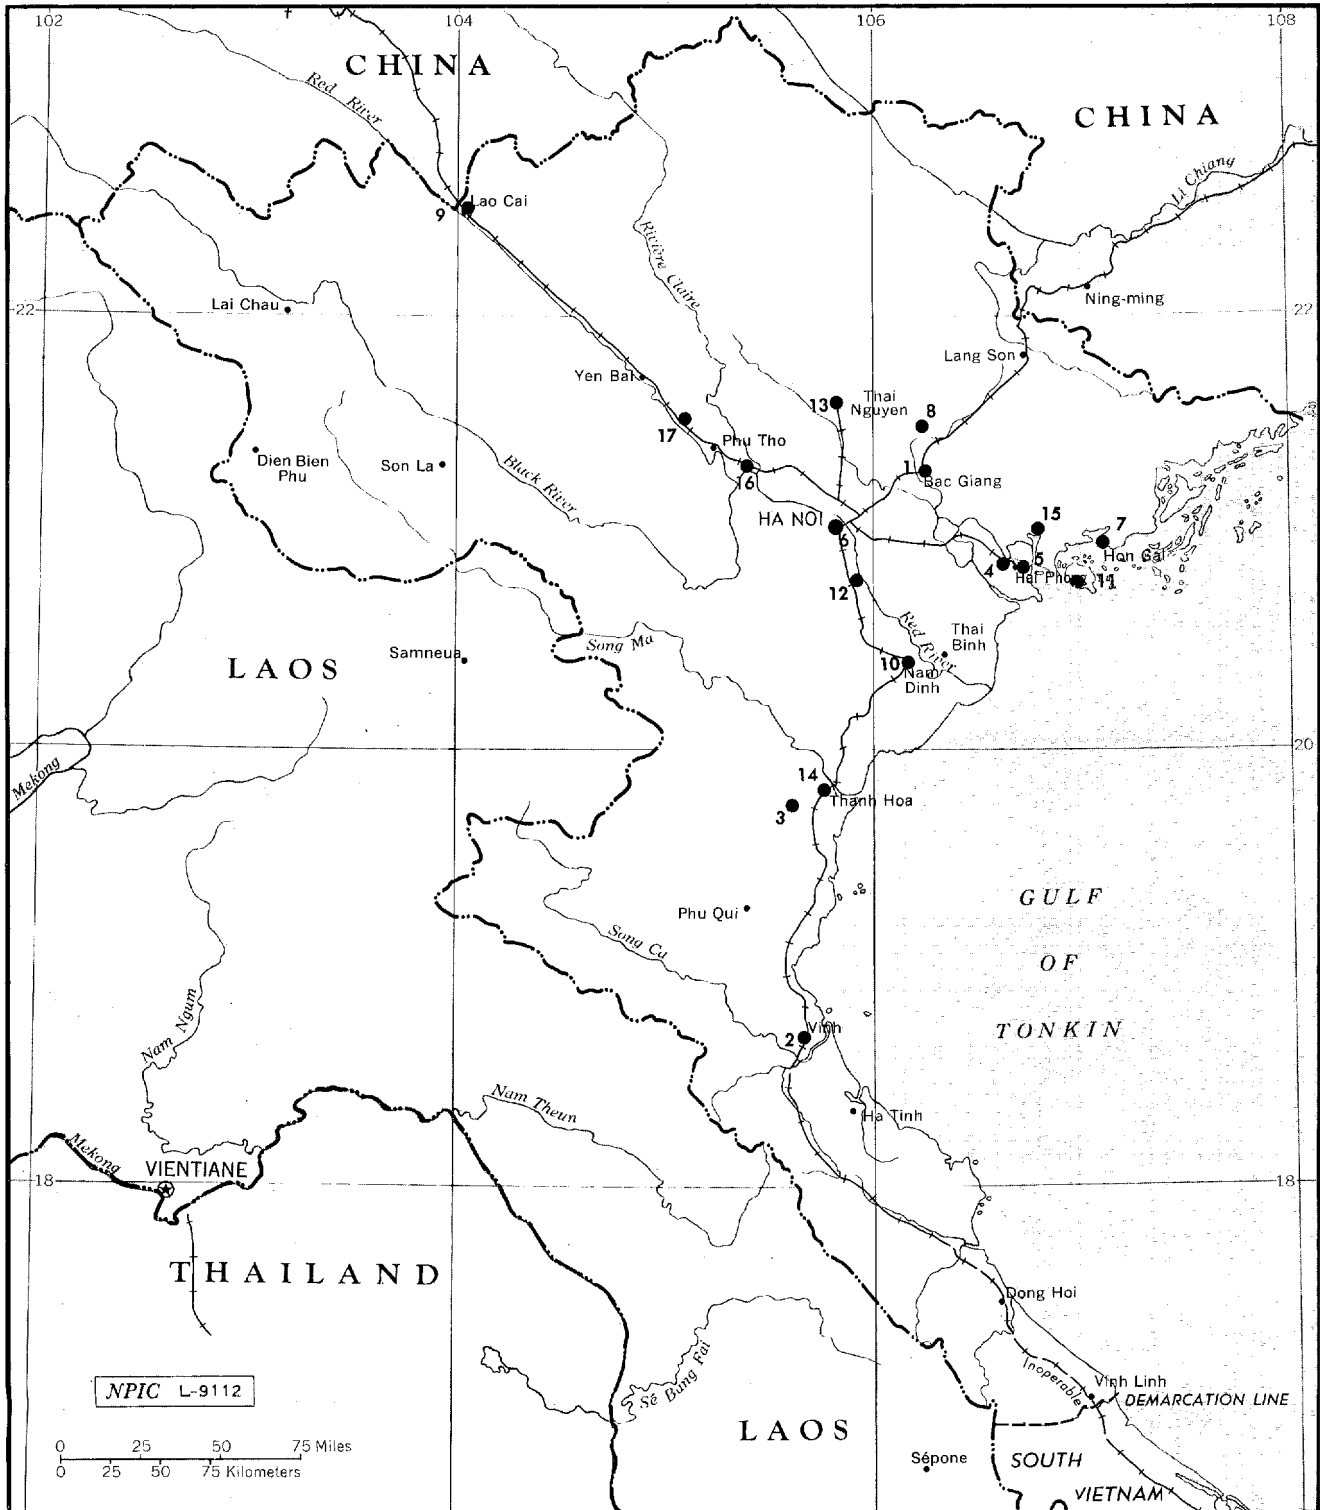 102
104
106
108
CHINA
Red River
CHINA
Li Chiang
9
Lao Cai
Rivière Claire
Lai Chau
22
Ning-ming
22
Lang Son
Yen Bai
13
Thai
Nguyen
8
17
Phu Tho
Dien Bien
Phu
Son La
Black River
16
1
Bac Giang
HA NOI
6
15
7
Hon Gai
4
5
Hai Phong
11
12
Song Ma
Red River
Thai
Binh
Samneua
LAOS
10
Nam
Dinh
20
Mekong
14
Thanh Hoa
3
GULF
OF
TONKIN
Phu Qui
Song Ca
Nam Ngum
2
Vinh
Nam Theun
Ha Tinh
Mekong
VIENTIANE
18
18
THAILAND
Dong Hoi
Inoperable
Vinh Linh
DEMARCATION LINE
Sé Bang Fai
NPIC L-9112
LAOS
0 25 50 75 Miles
0 25 50 75 Kilometers
Sépone
SOUTH
VIETNAM